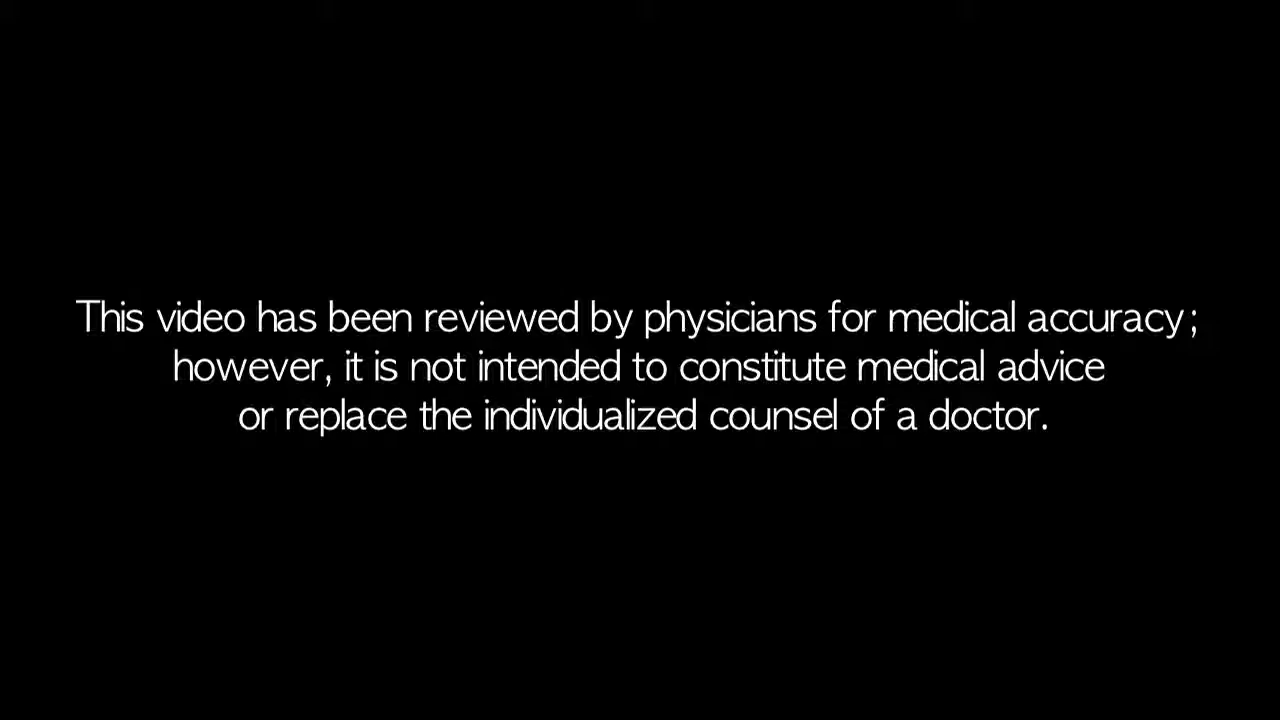 This video has been reviewed by physicians for medical accuracy;
however, it is not intended to constitute medical advice
or replace the individualized counsel of a doctor.